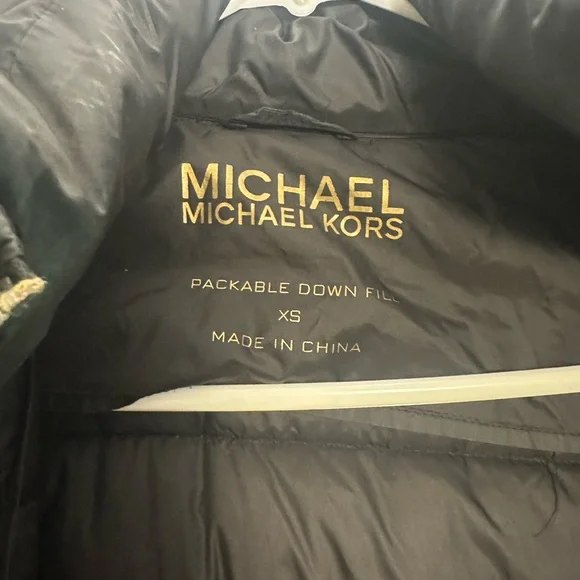 MICHAEL
MICHAEL KORS
PACKABLE DOWN FILL
XS
MADE IN CHINA